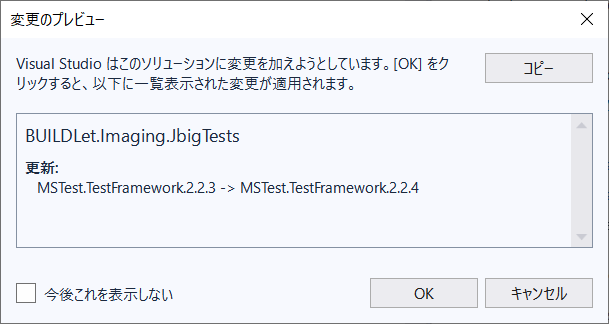 変更のプレビュー
Visual Studio はこのソリューションに変更を加えようとしています。[OK] をク
リックすると、以下に一覧表示された変更が適用されます。
コピー
BUILDLet.Imaging.JbigTests
更新:
MSTest.TestFramework.2.2.3 -> MSTest.TestFramework.2.2.4
今後これを表示しない
OK
キャンセル